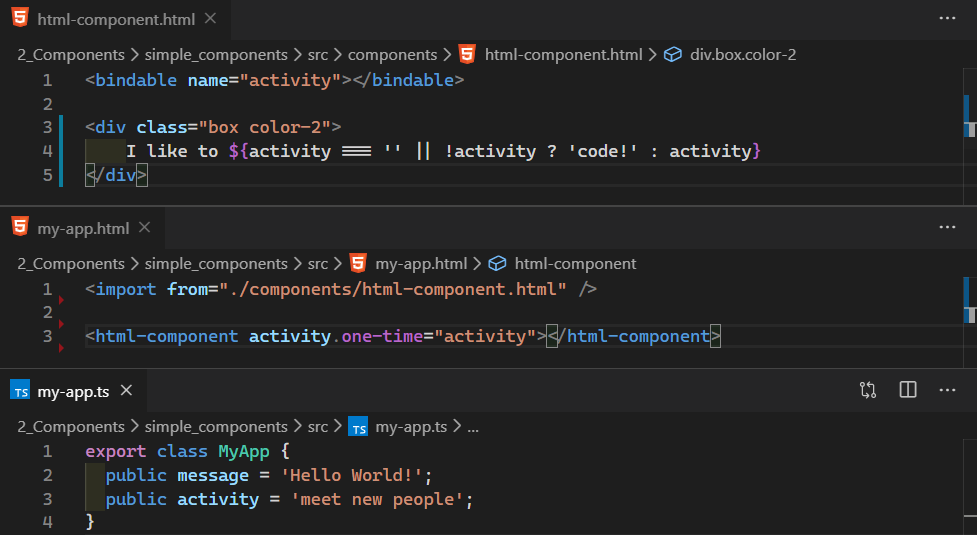 html-component.html
2_Components > simple_components > src > components > html-component.html > div.box.color-2
1 <bindable name="activity"></bindable>
2
3 <div class="box color-2">
4 I like to ${activity === '' || !activity ? 'code!' : activity}
5 </div>
my-app.html
2_Components > simple_components > src > my-app.html > html-component
1 <import from="./components/html-component.html" />
2
3 <html-component activity.one-time="activity"></html-component>
TS my-app.ts
2_Components > simple_components > src > TS my-app.ts > ...
1 export class MyApp {
2 public message = 'Hello World!';
3 public activity = 'meet new people';
4 }